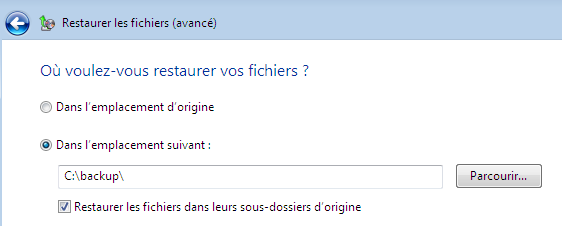 Restaurer les fichiers (avancé)
Où voulez-vous restaurer vos fichiers ?
Dans l'emplacement d'origine
Dans l'emplacement suivant :
C:\backup\ Parcourir...
Restaurer les fichiers dans leurs sous-dossiers d'origine